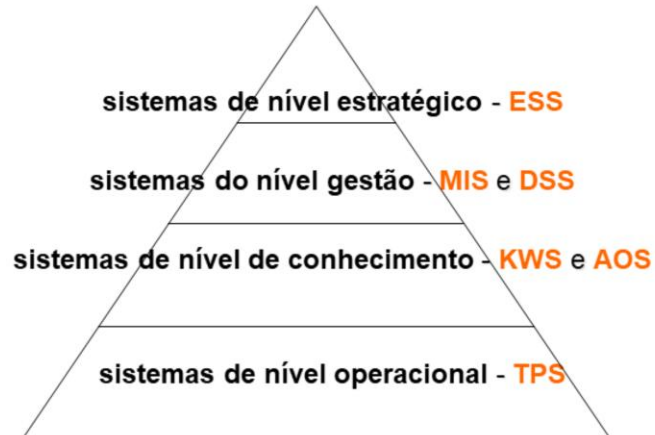 sistemas de nível estratégico - ESS
sistemas do nível gestão - MIS e DSS
sistemas de nível de conhecimento - KWS e AOS
sistemas de nível operacional - TPS